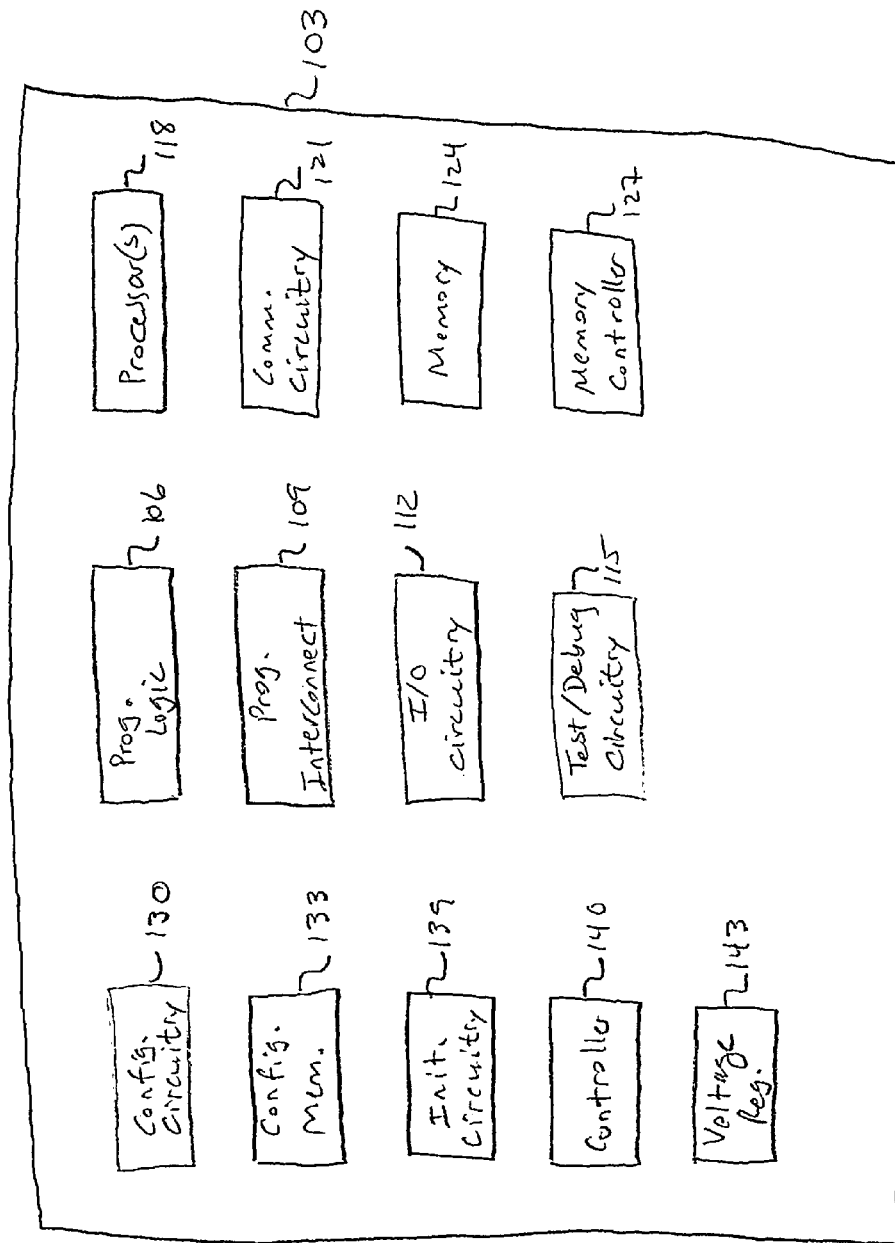 103
Config.
Circuitry
130
Prog.
Logic
106
Processor(s)
118
Config.
Mem.
133
Prog.
Interconnect
109
Comm.
Circuitry
121
Init.
Circuitry
139
I/O
Circuitry
112
Memory
124
Controller
140
Test/Debug
Circuitry
115
Memory
Controller
127
Voltage
Reg.
143